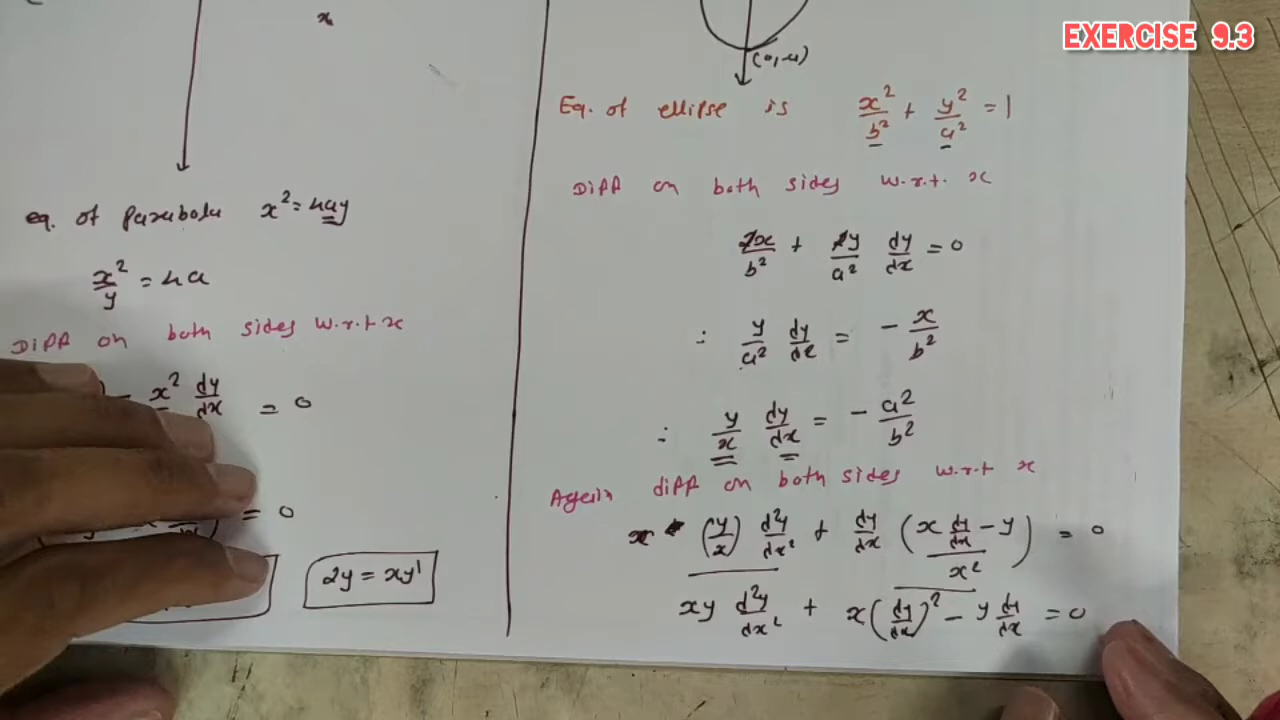 EXERCISE 9.3
x
eq. of Parabola x² = 4ay
x²/y = 4a
Diff on both sides w.r.t x
x² dy/dx = 0
= 0
2y = xy'
(0,-a)
Eq. of ellipse is x²/b² + y²/a² = 1
Diff on both sides w.r.t. x
2x/b² + 2y/a² dy/dx = 0
∴ y/a² dy/dx = - x/b²
∴ y/x dy/dx = - a²/b²
Again diff on both sides w.r.t x
(y/x) d²y/dx² + dy/dx (x dy/dx - y / x²) = 0
xy d²y/dx² + x(dy/dx)² - y dy/dx = 0